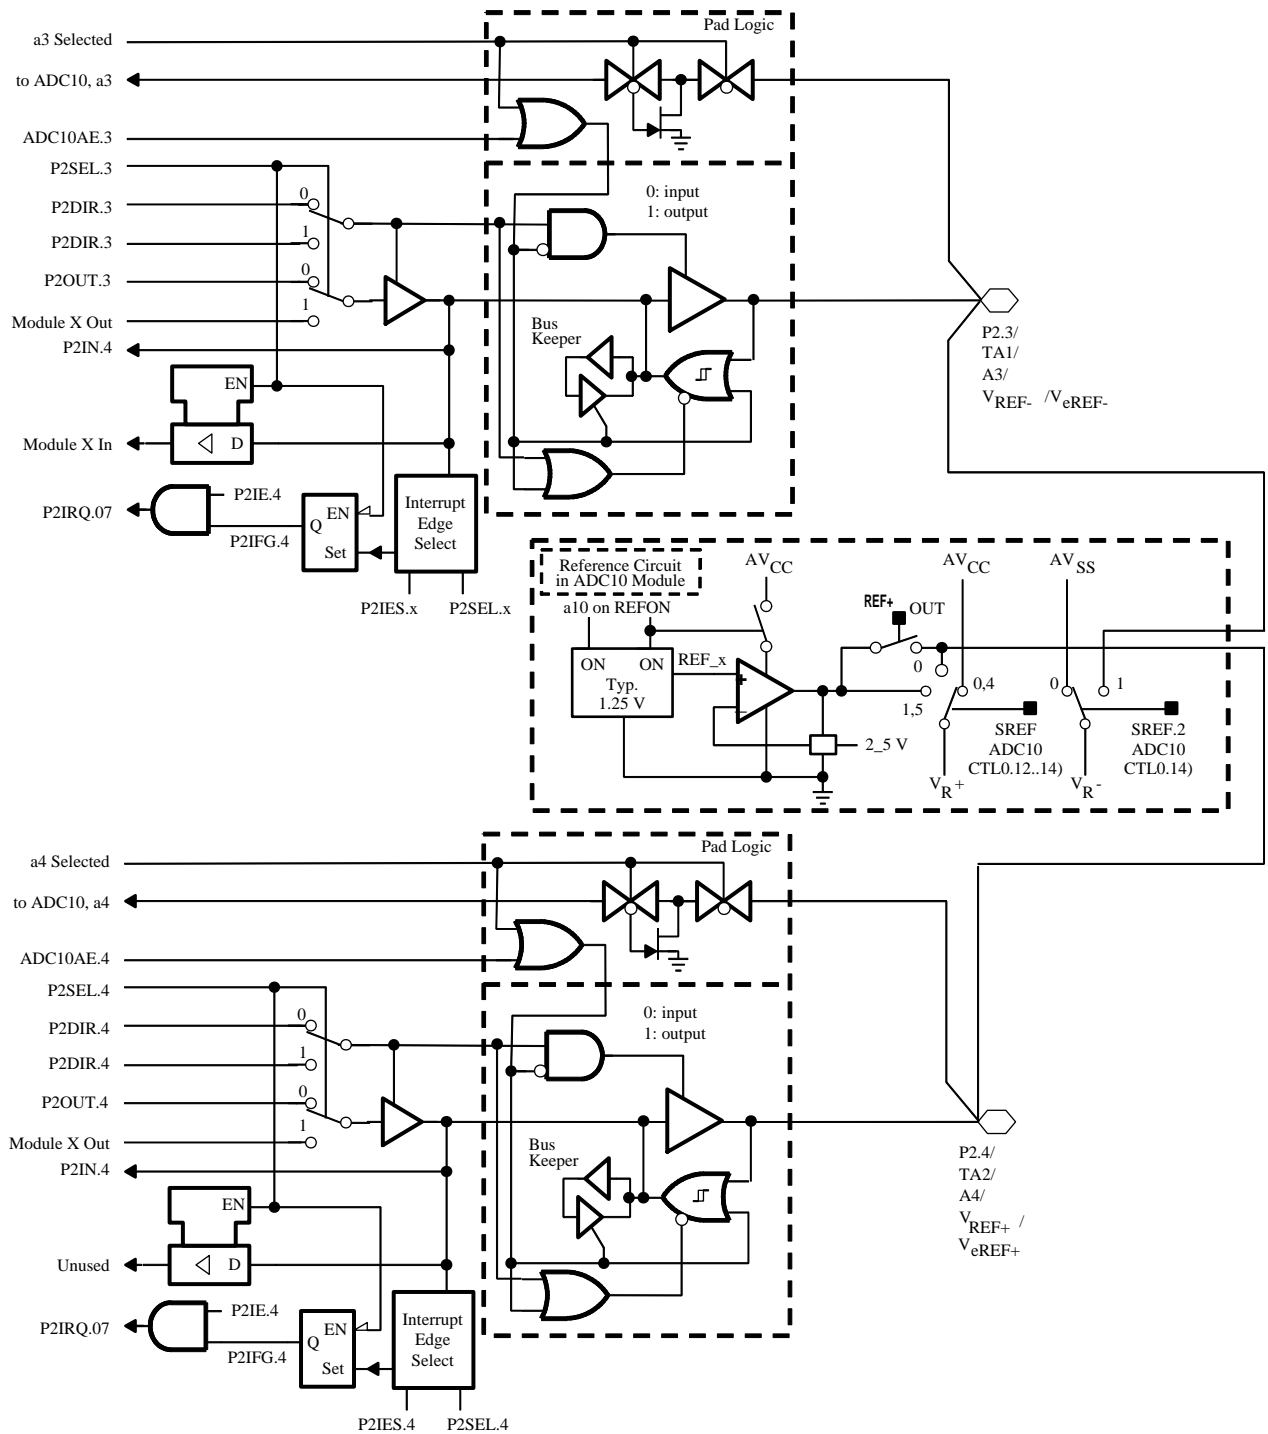 Pad Logic
a3 Selected
to ADC10, a3
ADC10AE.3
P2SEL.3
0: input
1: output
0
P2DIR.3
1
P2DIR.3
0
P2OUT.3
1
Module X Out
P2IN.4
Bus
Keeper
P2.3/
TA1/
A3/
VREF- /VeREF-
EN
D
Module X In
P2IE.4
P2IRQ.07
P2IFG.4
EN
Q
Set
Interrupt
Edge
Select
P2IES.x
P2SEL.x
Reference Circuit
in ADC10 Module
AVCC
AVCC
AVSS
a10 on REFON
REF+
OUT
ON
ON
REF_x
Typ.
1.25 V
+
_
0
0,4
0
1
1,5
2_5 V
SREF
ADC10
CTL0.12..14)
SREF.2
ADC10
CTL0.14)
VR+
VR-
Pad Logic
a4 Selected
to ADC10, a4
ADC10AE.4
P2SEL.4
0: input
1: output
0
P2DIR.4
1
P2DIR.4
0
P2OUT.4
1
Module X Out
P2IN.4
Bus
Keeper
P2.4/
TA2/
A4/
VREF+ /
VeREF+
EN
D
Unused
P2IE.4
P2IRQ.07
P2IFG.4
EN
Q
Set
Interrupt
Edge
Select
P2IES.4
P2SEL.4